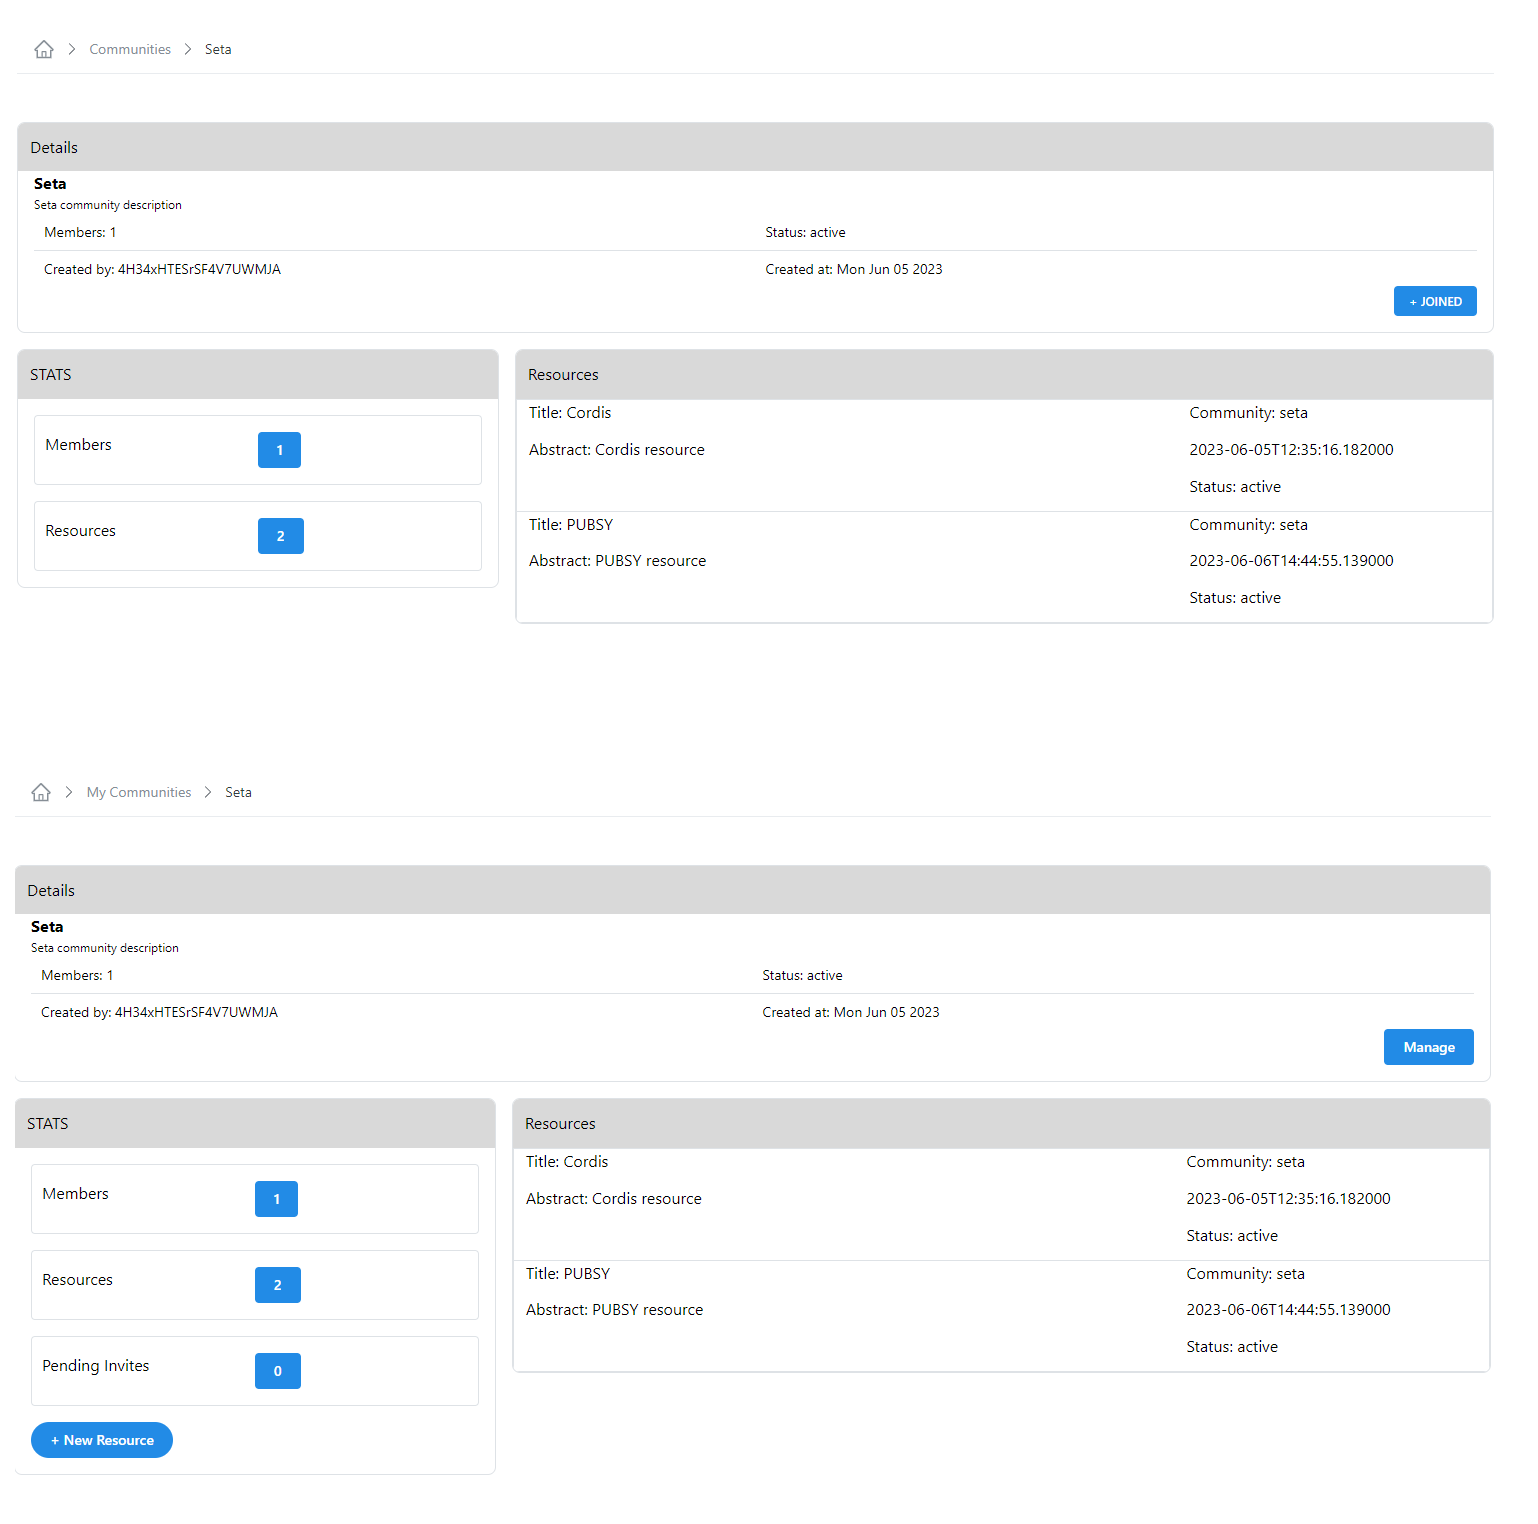 Communities Seta
Details
Seta
Seta community description
Members: 1 Status: active
Created by: 4H34xHTESrSF4V7UWMJA Created at: Mon Jun 05 2023
+ JOINED
STATS
Members 1
Resources 2
Resources
Title: Cordis Community: seta
Abstract: Cordis resource 2023-06-05T12:35:16.182000
Status: active
Title: PUBSY Community: seta
Abstract: PUBSY resource 2023-06-06T14:44:55.139000
Status: active
My Communities Seta
Details
Seta
Seta community description
Members: 1 Status: active
Created by: 4H34xHTESrSF4V7UWMJA Created at: Mon Jun 05 2023
Manage
STATS
Members 1
Resources 2
Pending Invites 0
+ New Resource
Resources
Title: Cordis Community: seta
Abstract: Cordis resource 2023-06-05T12:35:16.182000
Status: active
Title: PUBSY Community: seta
Abstract: PUBSY resource 2023-06-06T14:44:55.139000
Status: active